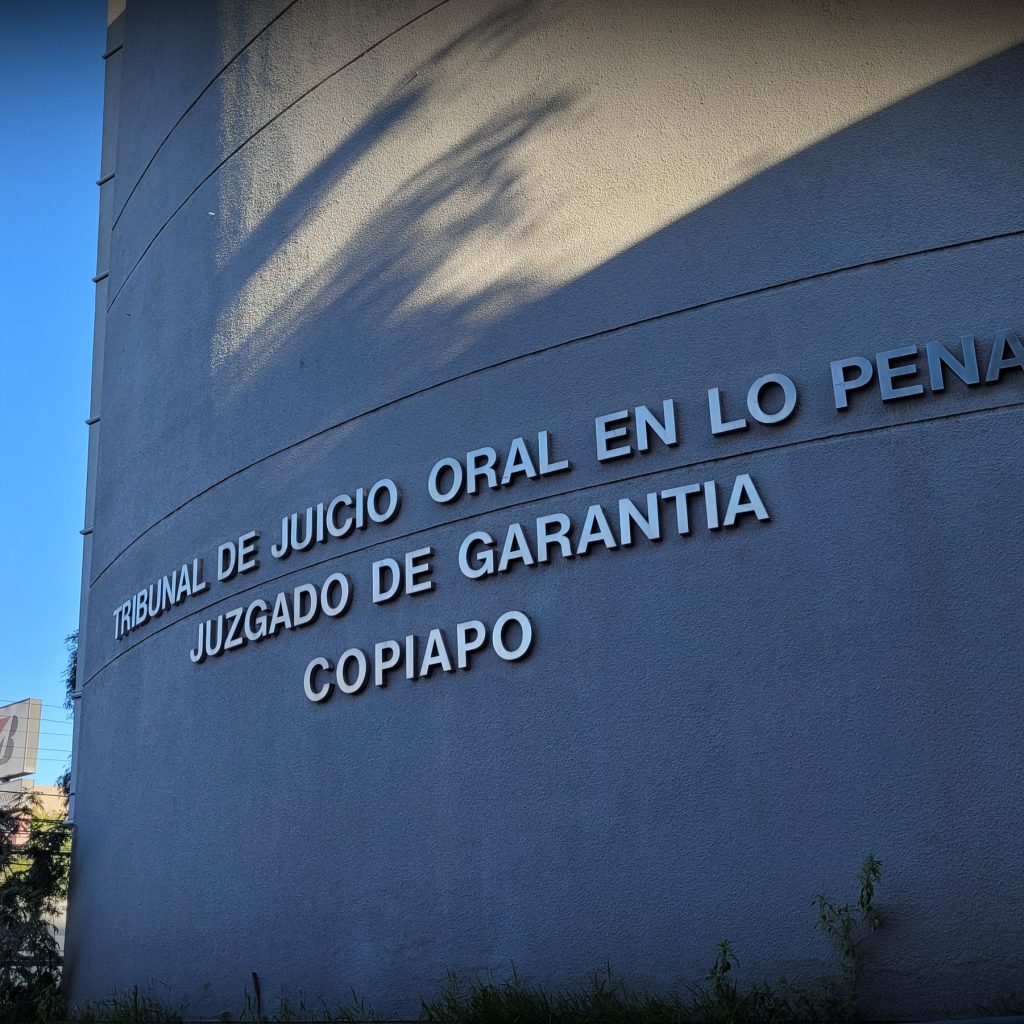 TRIBUNAL DE JUICIO ORAL EN LO PENA
JUZGADO DE GARANTIA
COPIAPO
B